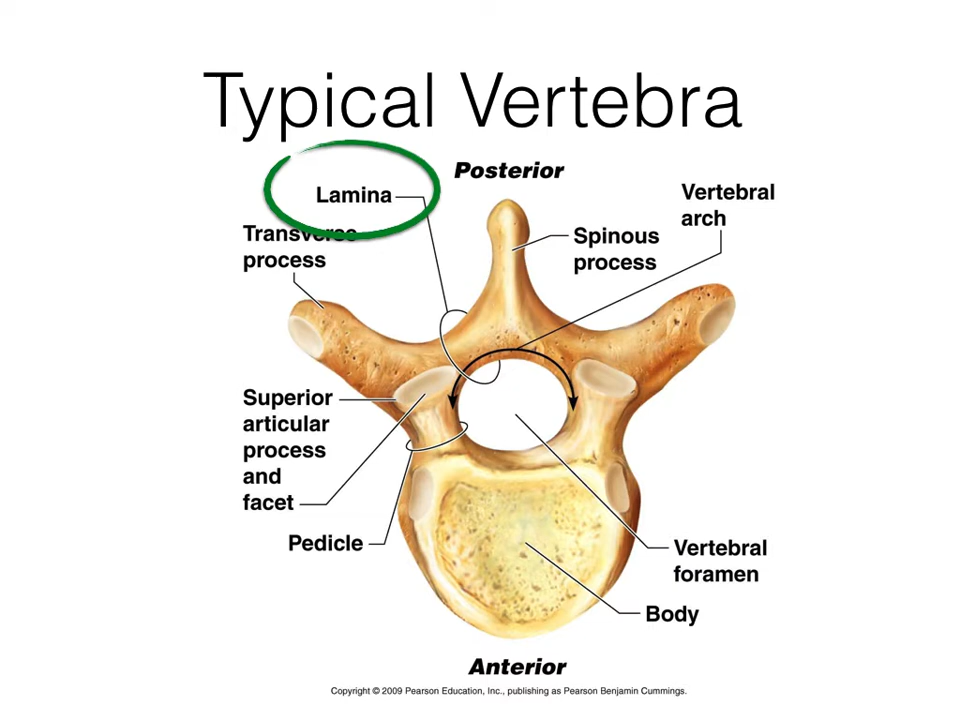 Typical Vertebra
Posterior
Lamina
Vertebral
arch
Transverse
process
Spinous
process
Superior
articular
process
and
facet
Pedicle
Vertebral
foramen
Body
Anterior
Copyright © 2009 Pearson Education, Inc., publishing as Pearson Benjamin Cummings.